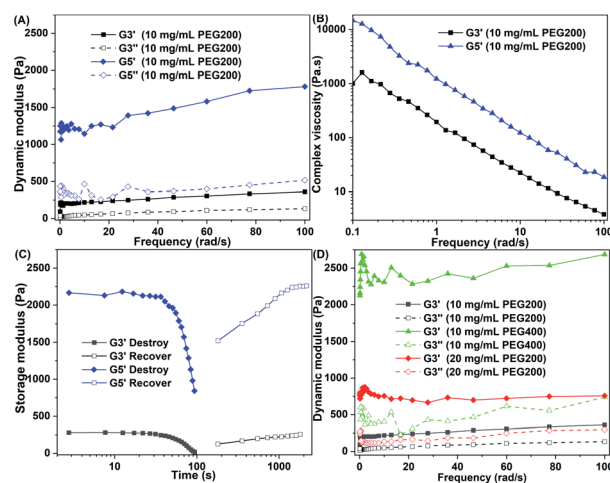 (A)
G3' (10 mg/mL PEG200)
G3'' (10 mg/mL PEG200)
G5' (10 mg/mL PEG200)
G5'' (10 mg/mL PEG200)
Dynamic modulus (Pa)
2500
2000
1500
1000
500
0
0 20 40 60 80 100
Frequency (rad/s)
(B)
G3' (10 mg/mL PEG200)
G5' (10 mg/mL PEG200)
Complex viscosity (Pa.s)
10000
1000
100
10
0.1 1 10 100
Frequency (rad/s)
(C)
Storage modulus (Pa)
2500
2000
1500
1000
500
0
G3' Destroy
G3' Recover
G5' Destroy
G5' Recover
10 100 1000
Time (s)
(D)
Dynamic modulus (Pa)
2500
2000
1500
1000
500
0
G3' (10 mg/mL PEG200)
G3'' (10 mg/mL PEG200)
G3' (10 mg/mL PEG400)
G3'' (10 mg/mL PEG400)
G3' (20 mg/mL PEG200)
G3'' (20 mg/mL PEG200)
0 20 40 60 80 100
Frequency (rad/s)